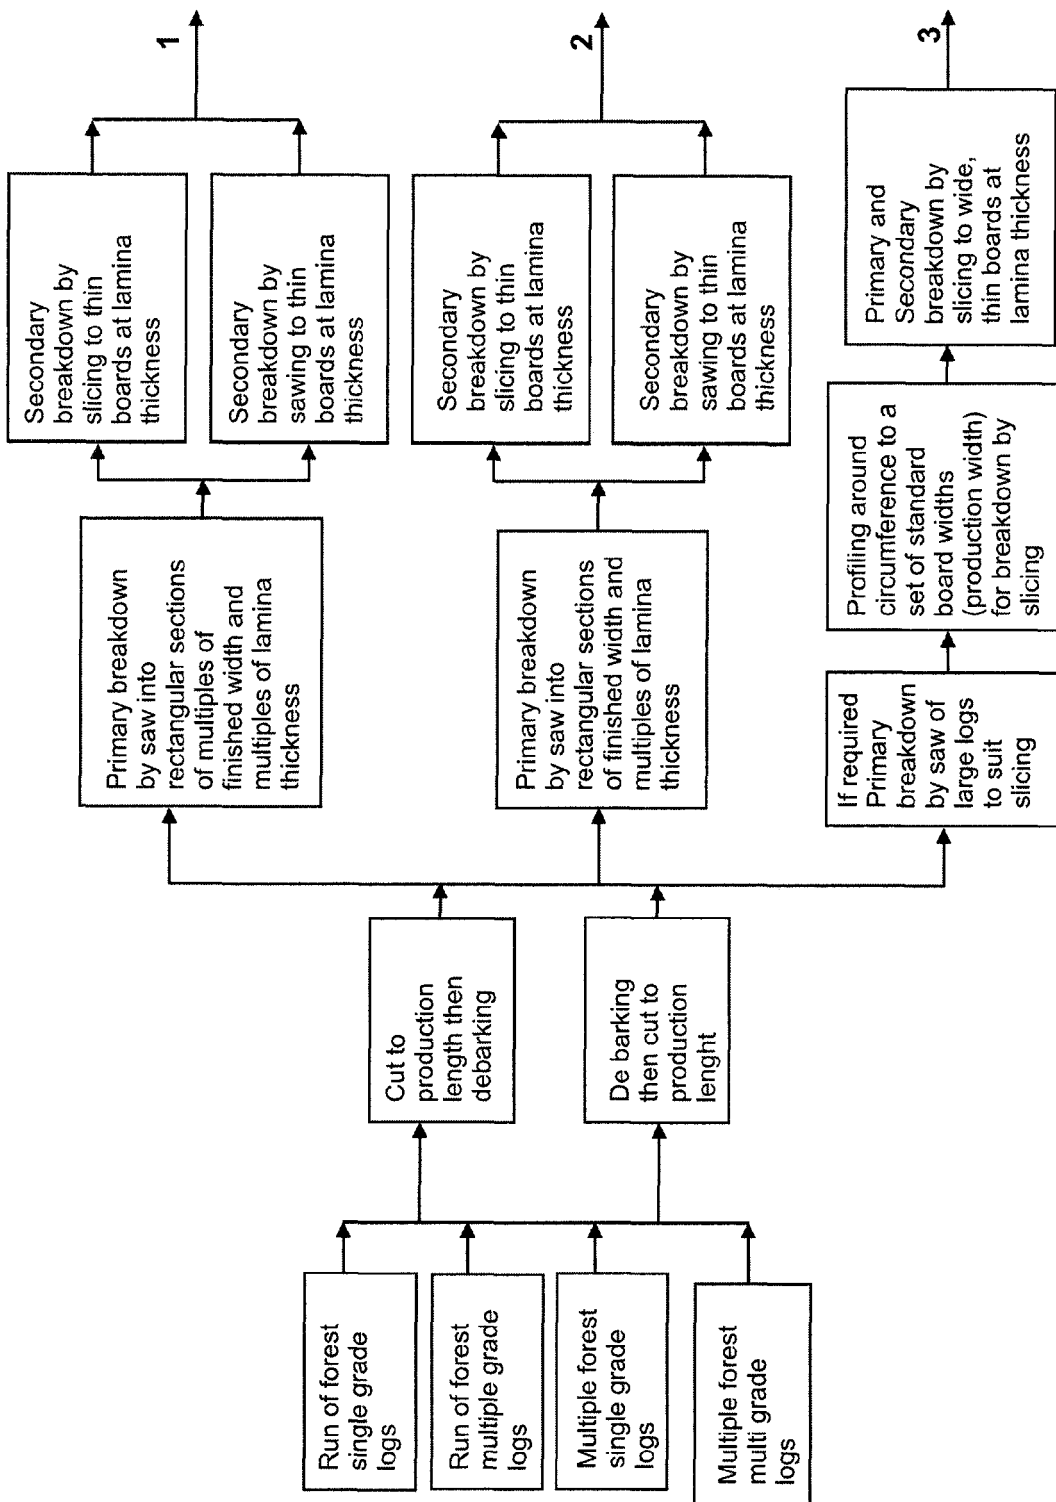 Run of forest
single grade
logs
Run of forest
multiple grade
logs
Multiple forest
single grade
logs
Multiple forest
multi grade
logs
Cut to
production
length then
debarking
De barking
then cut to
production
lenght
Primary breakdown
by saw into
rectangular sections
of multiples of
finished width and
multiples of lamina
thickness
Primary breakdown
by saw into
rectangular sections
of finished width and
multiples of lamina
thickness
If required
Primary
breakdown
by saw of
large logs
to suit
slicing
Profiling around
circumference to a
set of standard
board widths
(production width)
for breakdown by
slicing
Secondary
breakdown by
slicing to thin
boards at lamina
thickness
Secondary
breakdown by
sawing to thin
boards at lamina
thickness
Secondary
breakdown by
slicing to thin
boards at lamina
thickness
Secondary
breakdown by
sawing to thin
boards at lamina
thickness
Primary and
Secondary
breakdown by
slicing to wide,
thin boards at
lamina thickness
1
2
3